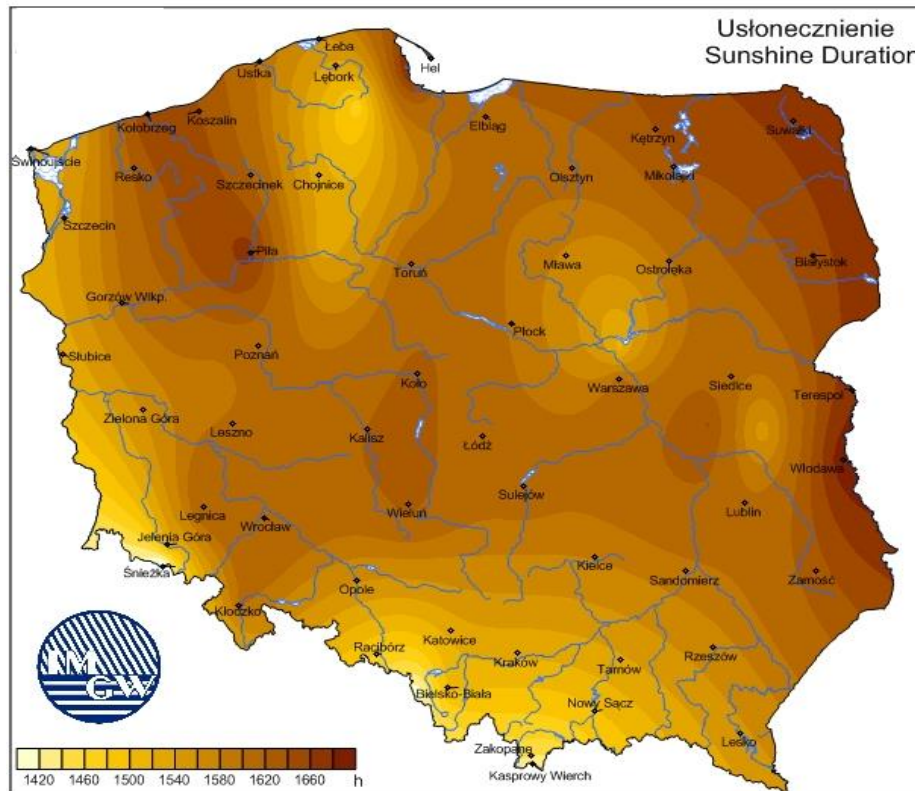 Usłonecznienie
Sunshine Duration
Łeba
Ustka
Lębork
Hel
Kołobrzeg
Koszalin
Elbląg
Kętrzyn
Suwałki
Świnoujście
Resko
Szczecinek
Chojnice
Olsztyn
Mikołajki
Szczecin
Piła
Toruń
Mława
Ostrołęka
Białystok
Gorzów Wlkp.
Płock
Słubice
Poznań
Koło
Warszawa
Siedlce
Terespol
Zielona Góra
Leszno
Kalisz
Łódź
Włodawa
Sulejów
Legnica
Wrocław
Wieluń
Lublin
Jelenia Góra
Śnieżka
Opole
Kielce
Sandomierz
Zamość
Kłodzko
Racibórz
Katowice
Kraków
Tarnów
Rzeszów
Bielsko-Biała
Nowy Sącz
Lesko
Zakopane
Kasprowy Wierch
IM
GW
1420 1460 1500 1540 1580 1620 1660 h